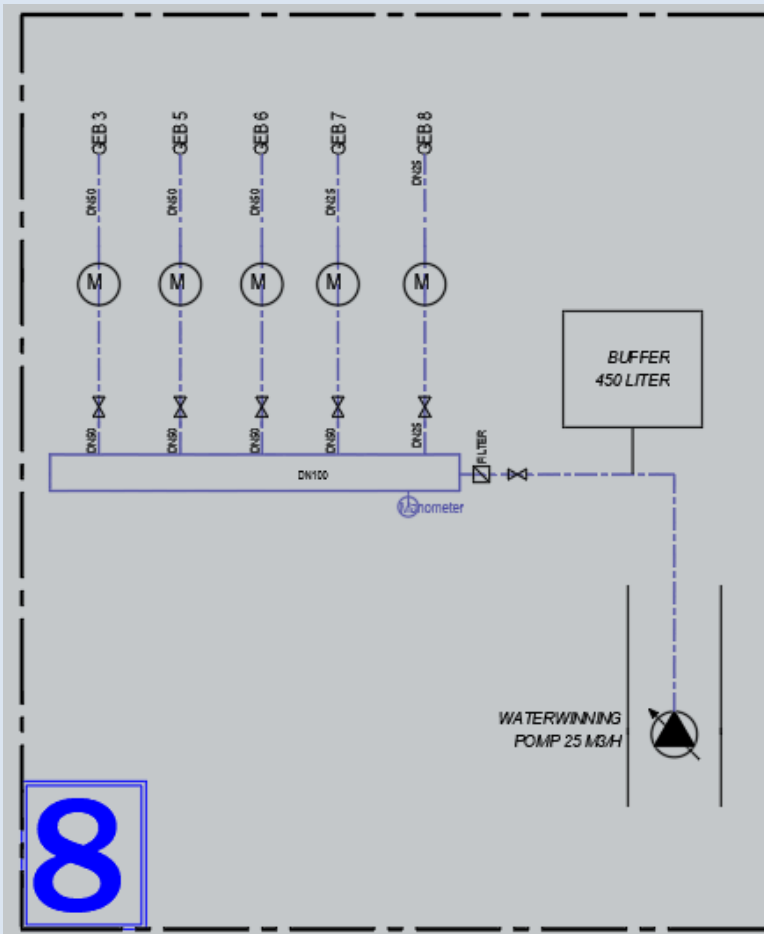 GEB 3
GEB 5
GEB 6
GEB 7
GEB 8
DN50
DN50
DN50
DN25
DN25
M
M
M
M
M
BUFFER
450 LITER
DN50
DN50
DN50
DN50
DN25
FILTER
DN100
Manometer
WATERWINNING
POMP 25 M3/H
8